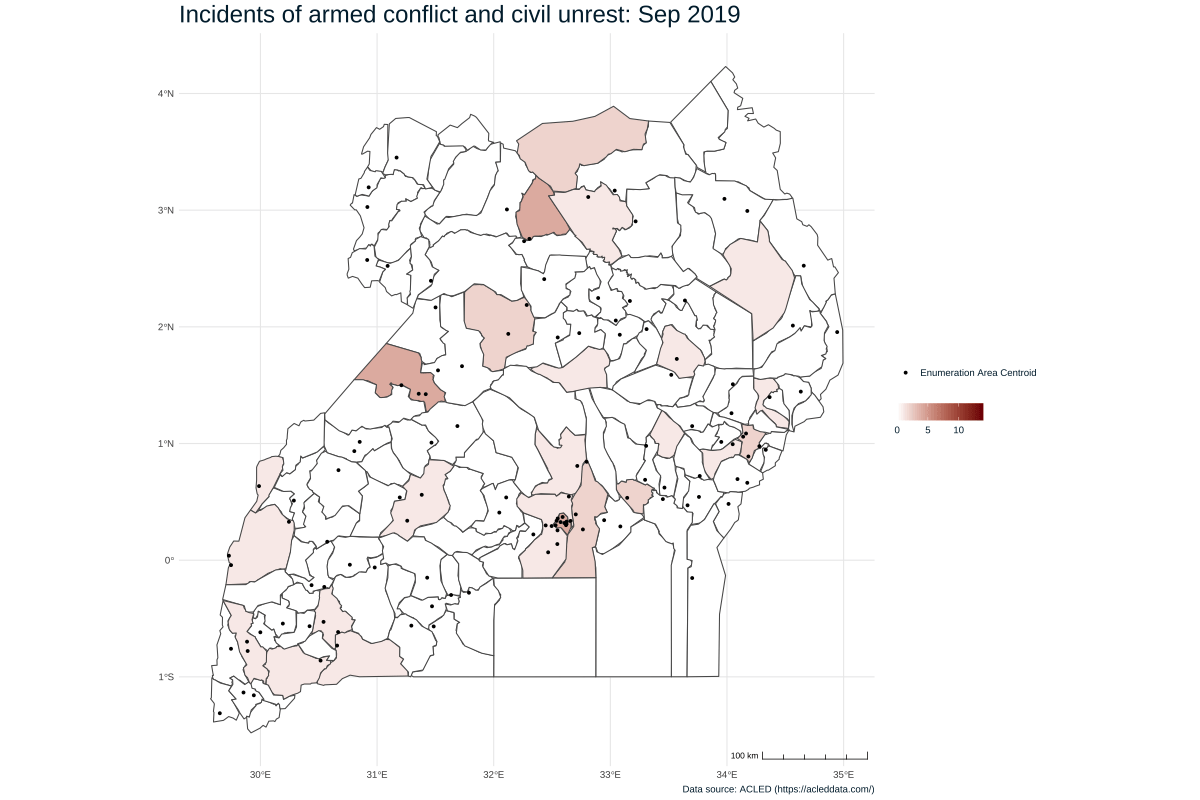 Incidents of armed conflict and civil unrest: Sep 2019
4°N
3°N
2°N
1°N
0°
1°S
30°E 31°E 32°E 33°E 34°E 35°E
Enumeration Area Centroid
0 5 10
100 km
Data source: ACLED (https://acleddata.com/)